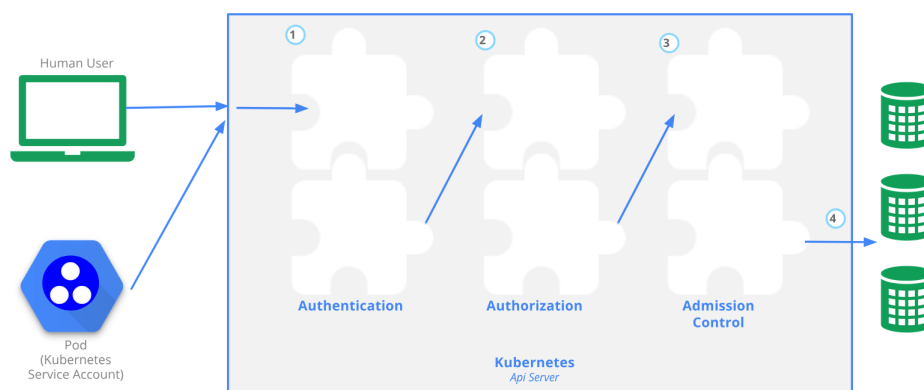 Human User
Pod
(Kubernetes
Service Account)
1
2
3
4
Authentication
Authorization
Admission
Control
Kubernetes
Api Server